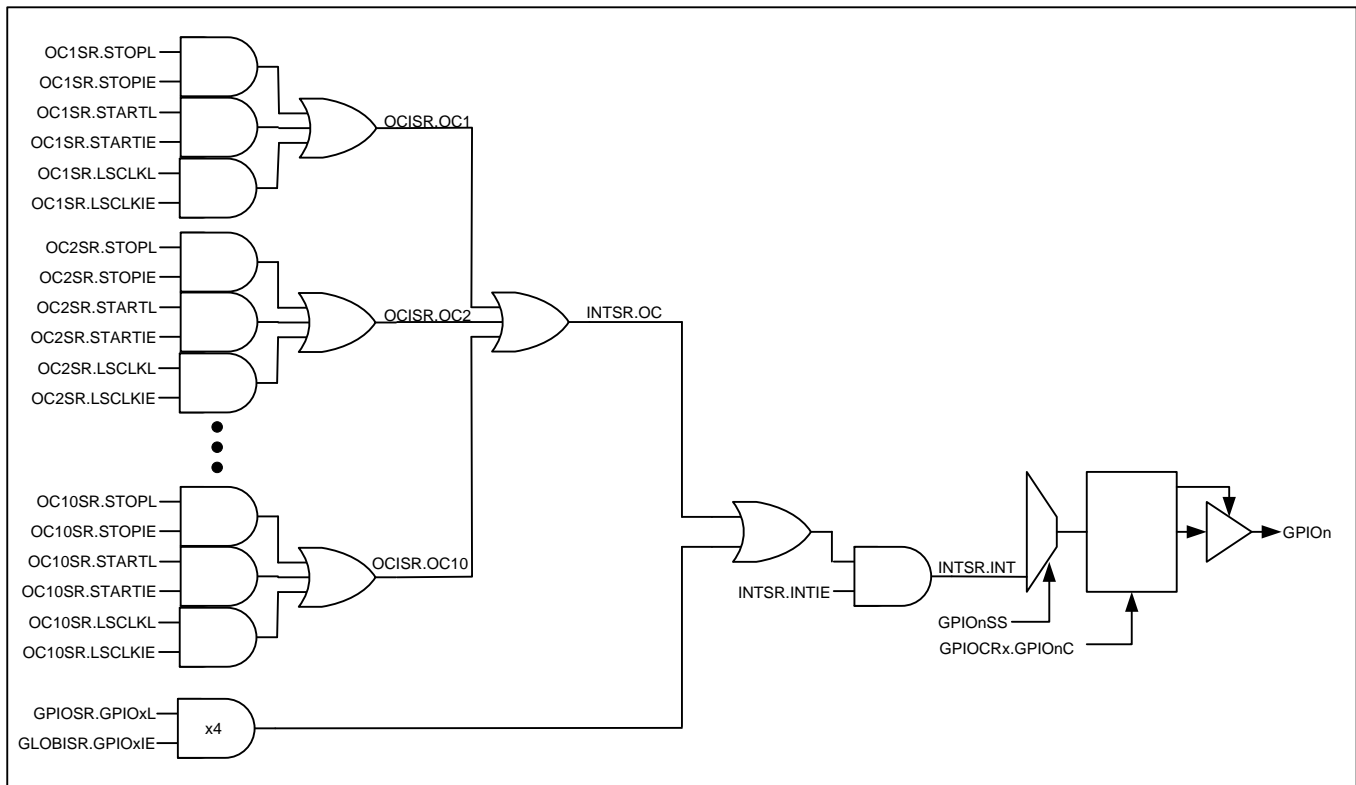 OC1SR.STOPL
OC1SR.STOPIE
OC1SR.STARTL
OC1SR.STARTIE
OC1SR.LSCLKL
OC1SR.LSCLKIE
OCISR.OC1
OC2SR.STOPL
OC2SR.STOPIE
OC2SR.STARTL
OC2SR.STARTIE
OC2SR.LSCLKL
OC2SR.LSCLKIE
OCISR.OC2
INTSR.OC
OC10SR.STOPL
OC10SR.STOPIE
OC10SR.STARTL
OC10SR.STARTIE
OC10SR.LSCLKL
OC10SR.LSCLKIE
OCISR.OC10
GPIOSR.GPIOxL
GLOBISR.GPIOxIE
x4
INTSR.INTIE
INTSR.INT
GPIOnSS
GPIOCRx.GPIOnC
GPIOn